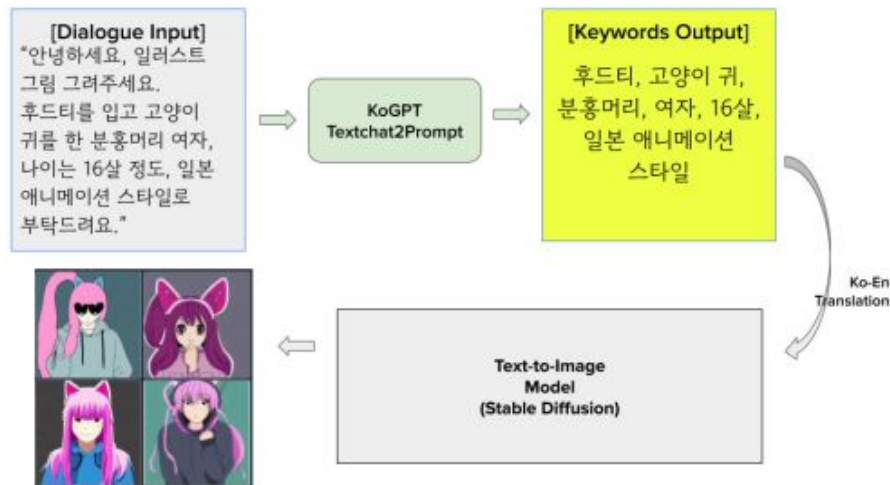 [Dialogue Input]
“안녕하세요, 일러스트
그림 그려주세요.
후드티를 입고 고양이
귀를 한 분홍머리 여자,
나이는 16살 정도, 일본
애니메이션 스타일로
부탁드려요.”
KoGPT
Textchat2Prompt
[Keywords Output]
후드티, 고양이 귀,
분홍머리, 여자, 16살,
일본 애니메이션
스타일
Ko-En
Translation
Text-to-Image
Model
(Stable Diffusion)